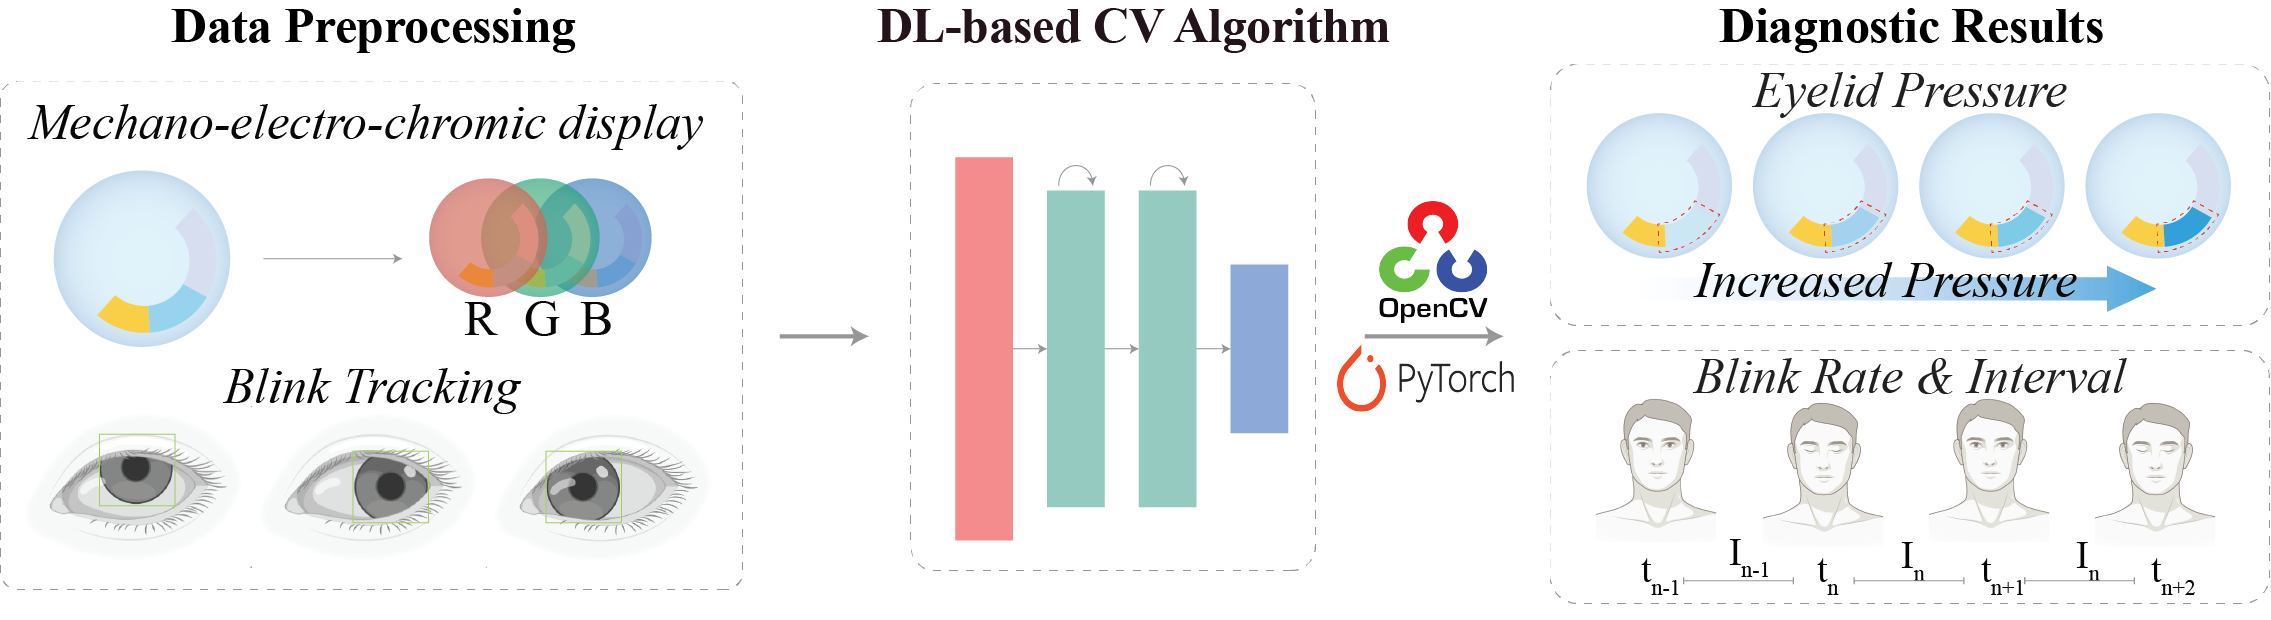 Data Preprocessing
Mechano-electro-chromic display
R G B
Blink Tracking
DL-based CV Algorithm
OpenCV
PyTorch
Diagnostic Results
Eyelid Pressure
Increased Pressure
Blink Rate & Interval
I_{n-1} I_n I_n
t_{n-1} t_n t_{n+1} t_{n+2}